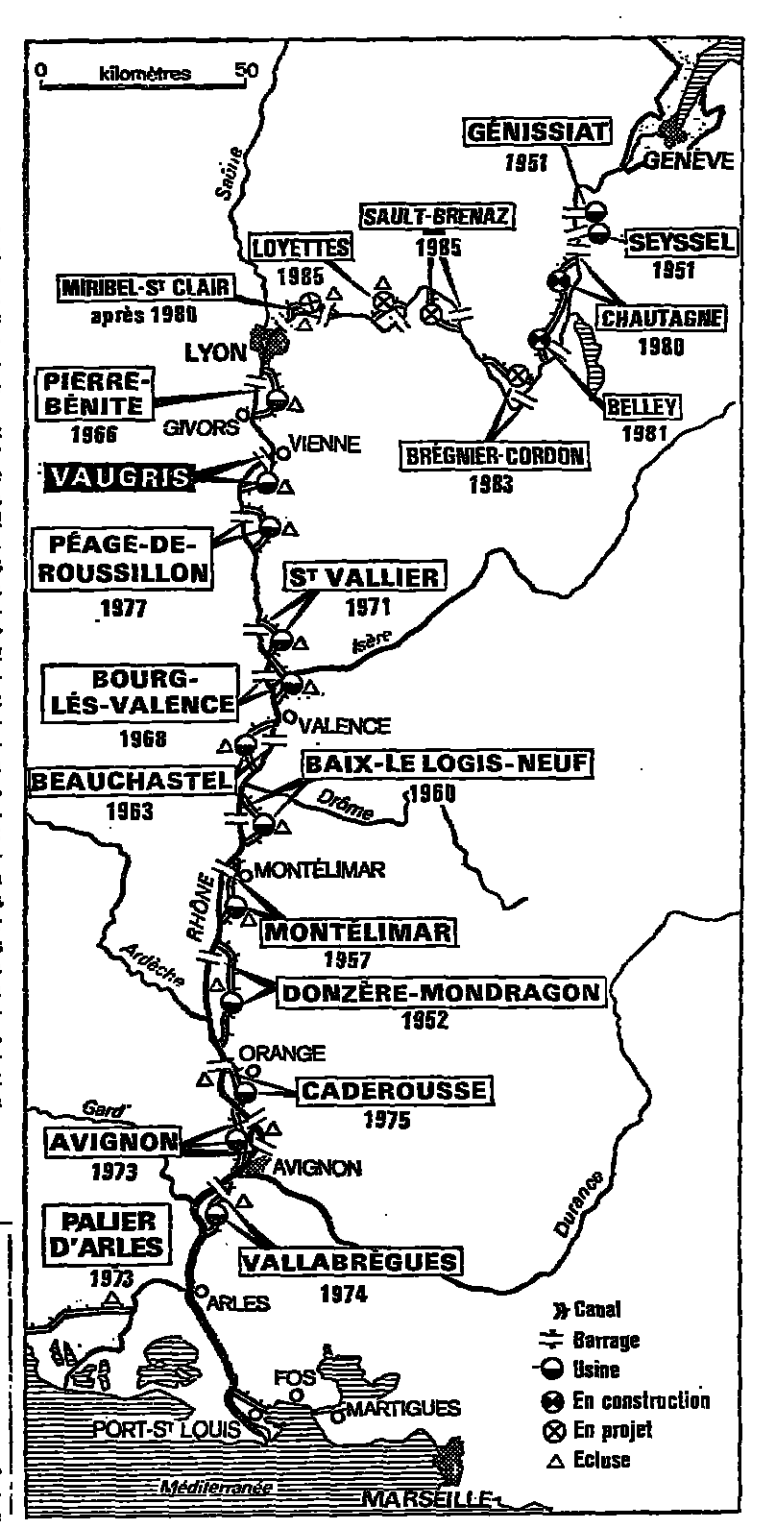 0 kilomètres 50
Saône
GÉNISSIAT
1951
GENÈVE
SAULT-BRENAZ
1985
LOYETTES
1985
SEYSSEL
1951
MIRIBEL-ST CLAIR
après 1980
CHAUTAGNE
1980
LYON
PIERRE-
BÉNITE
1966
GIVORS
BELLEY
1981
VIENNE
BRÉGNIER-CORDON
1983
VAUGRIS
PÉAGE-DE-
ROUSSILLON
1977
ST VALLIER
1971
Isère
BOURG-
LÉS-VALENCE
1968
VALENCE
BAIX-LE LOGIS-NEUF
1960
BEAUCHASTEL
1963
Drôme
MONTÉLIMAR
RHÔNE
MONTÉLIMAR
1957
Ardèche
DONZÈRE-MONDRAGON
1952
ORANGE
CADEROUSSE
1975
Gard
AVIGNON
1973
AVIGNON
Durance
PALIER
D'ARLES
1973
VALLABRÈGUES
1974
ARLES
Canal
Barrage
Usine
En construction
En projet
Ecluse
FOS
MARTIGUES
PORT-ST LOUIS
Méditerranée
MARSEILLE